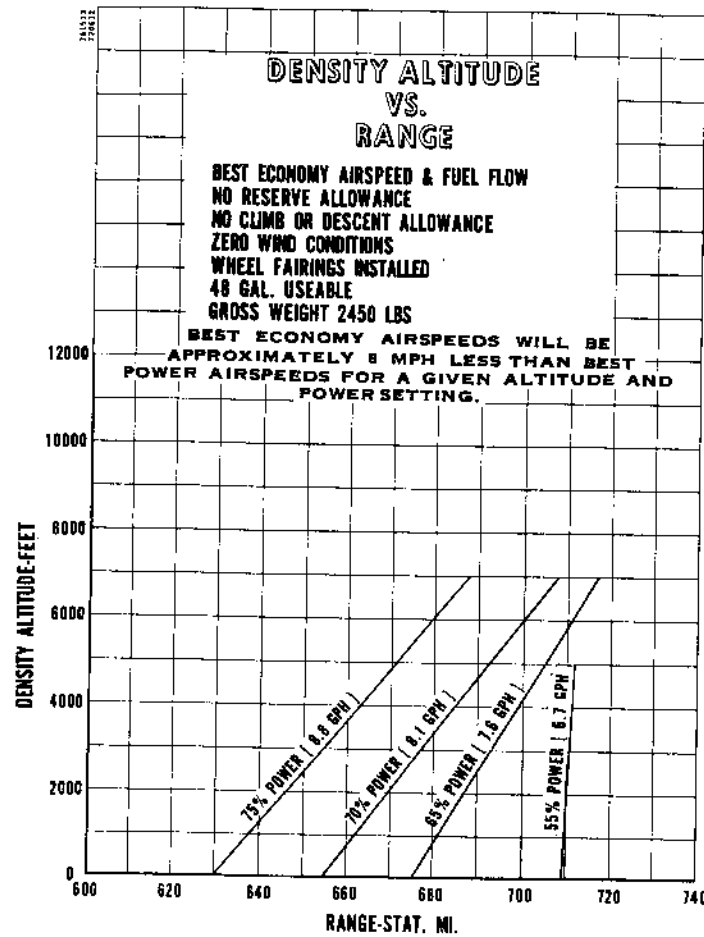 DENSITY ALTITUDE
VS.
RANGE
BEST ECONOMY AIRSPEED & FUEL FLOW
NO RESERVE ALLOWANCE
NO CLIMB OR DESCENT ALLOWANCE
ZERO WIND CONDITIONS
WHEEL FAIRINGS INSTALLED
48 GAL. USEABLE
GROSS WEIGHT 2450 LBS
BEST ECONOMY AIRSPEEDS WILL BE
APPROXIMATELY 8 MPH LESS THAN BEST
POWER AIRSPEEDS FOR A GIVEN ALTITUDE AND
POWER SETTING.
12000
10000
8000
6000
4000
2000
0
DENSITY ALTITUDE-FEET
75% POWER ( 8.8 GPH )
70% POWER ( 8.1 GPH )
65% POWER ( 7.6 GPH )
55% POWER ( 6.7 GPH )
600 620 640 660 680 700 720 740
RANGE-STAT. MI.